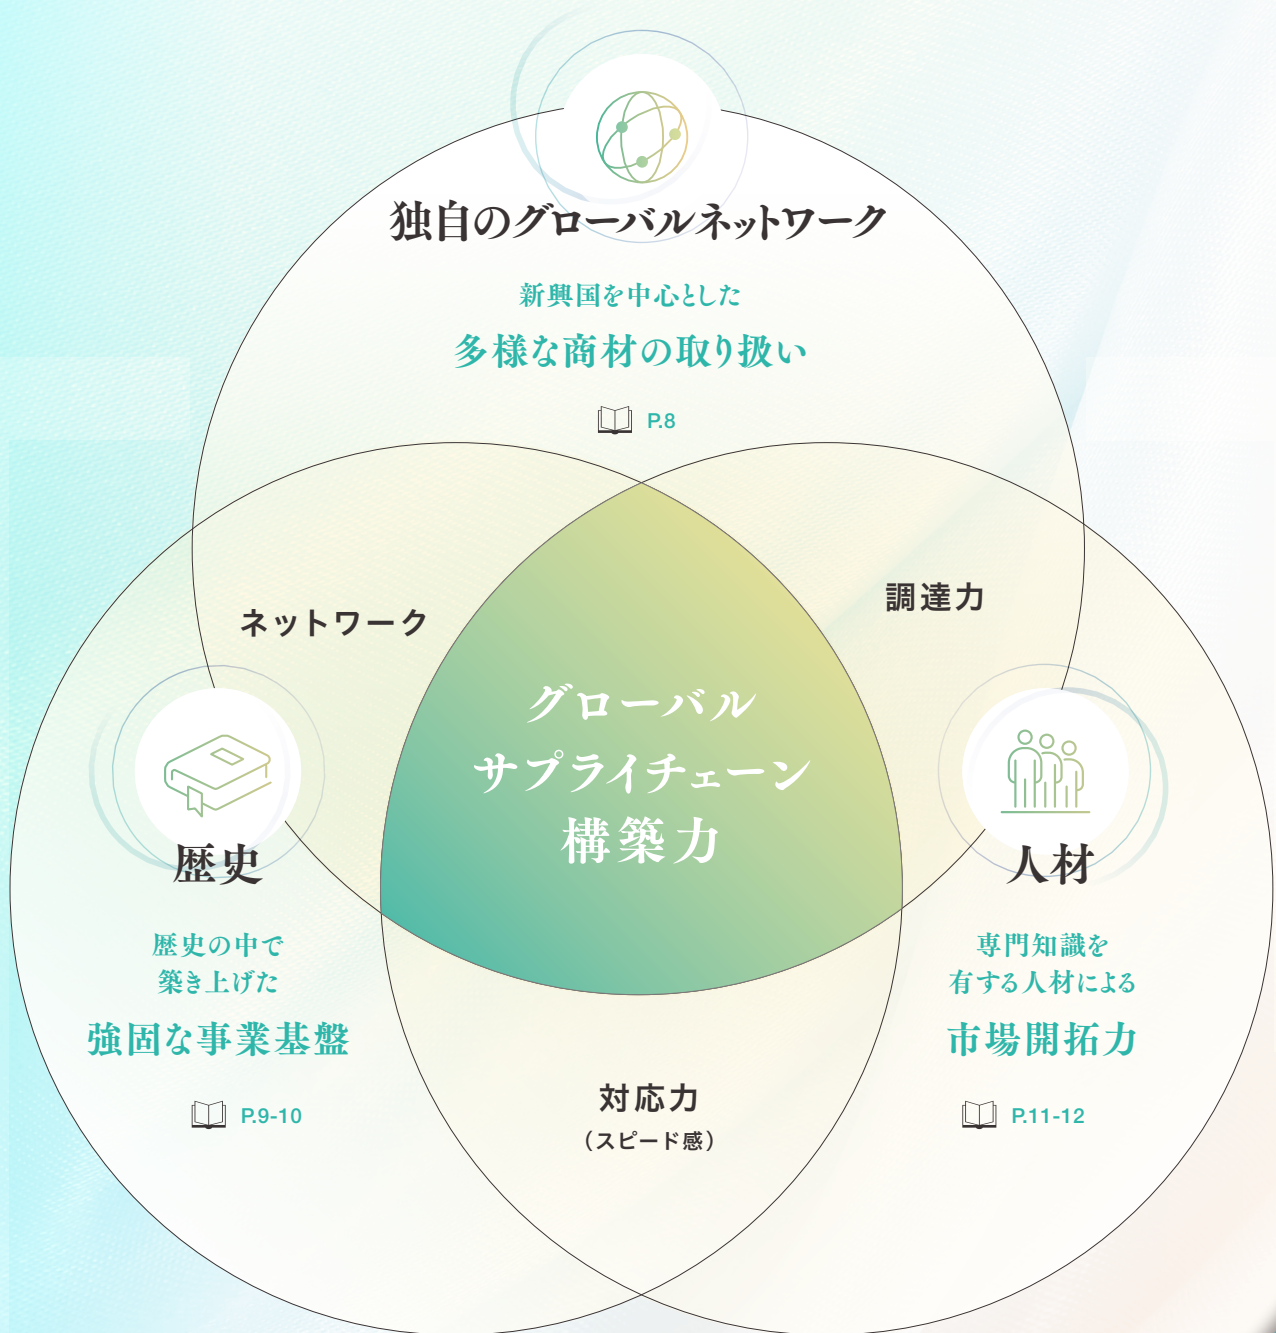 独自のグローバルネットワーク
新興国を中心とした
多様な商材の取り扱い
P.8
ネットワーク
調達力
グローバル
サプライチェーン
構築力
歴史
歴史の中で
築き上げた
強固な事業基盤
P.9-10
人材
専門知識を
有する人材による
市場開拓力
P.11-12
対応力
（スピード感）